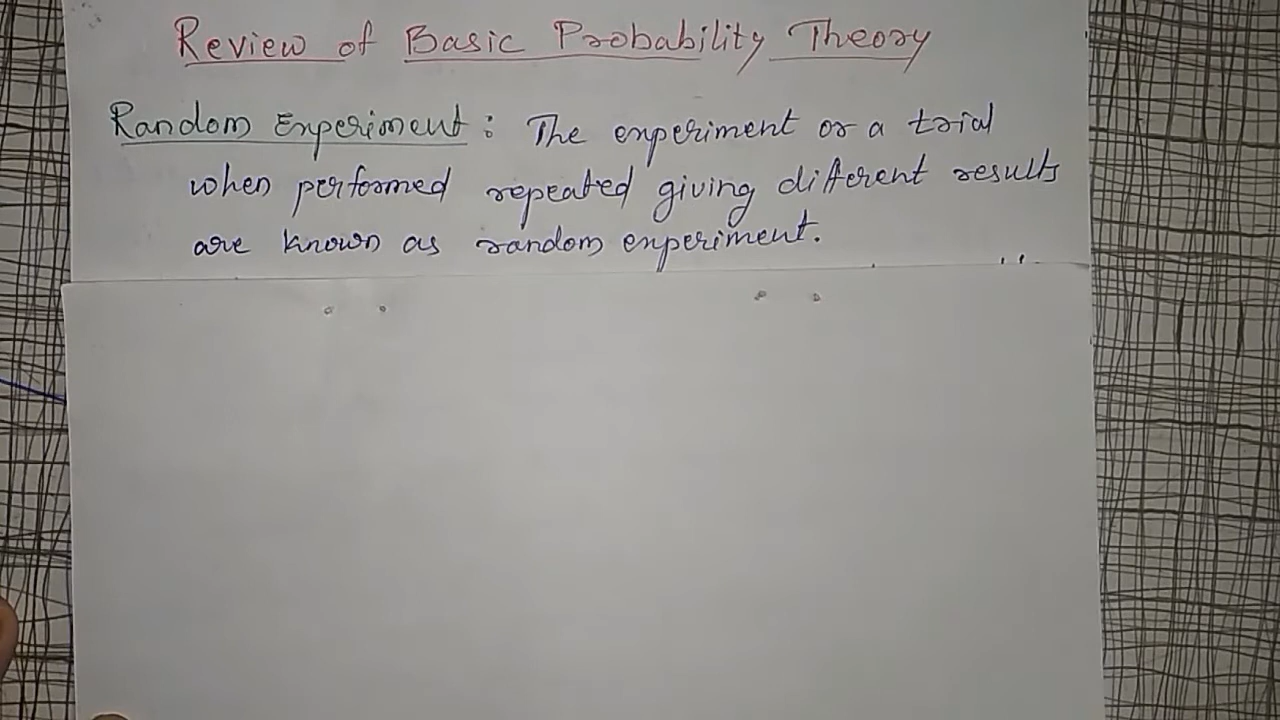 Review of Basic Probability Theory
Random Experiment : The experiment or a trial
when performed repeated giving different results
are known as random experiment.